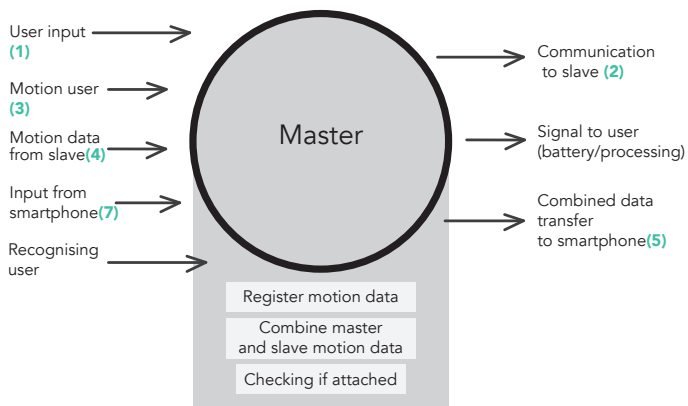 User input
(1)
Motion user
(3)
Motion data
from slave(4)
Input from
smartphone(7)
Recognising
user
Master
Register motion data
Combine master
and slave motion data
Checking if attached
Communication
to slave (2)
Signal to user
(battery/processing)
Combined data
transfer
to smartphone(5)